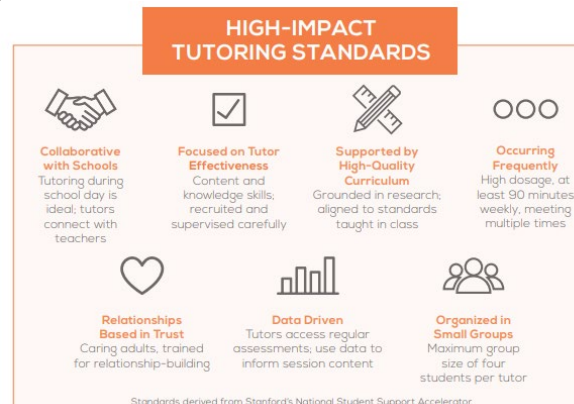 HIGH-IMPACT
TUTORING STANDARDS
Collaborative
with Schools
Tutoring during
school day is
ideal; tutors
connect with
teachers
Focused on Tutor
Effectiveness
Content and
knowledge skills;
recruited and
supervised carefully
Supported by
High-Quality
Curriculum
Grounded in research;
aligned to standards
taught in class
Occurring
Frequently
High dosage, at
least 90 minutes
weekly, meeting
multiple times
Relationships
Based in Trust
Caring adults, trained
for relationship-building
Data Driven
Tutors access regular
assessments; use data to
inform session content
Organized in
Small Groups
Maximum group
size of four
students per tutor
Standards derived from Stanford's National Student Support Accelerator